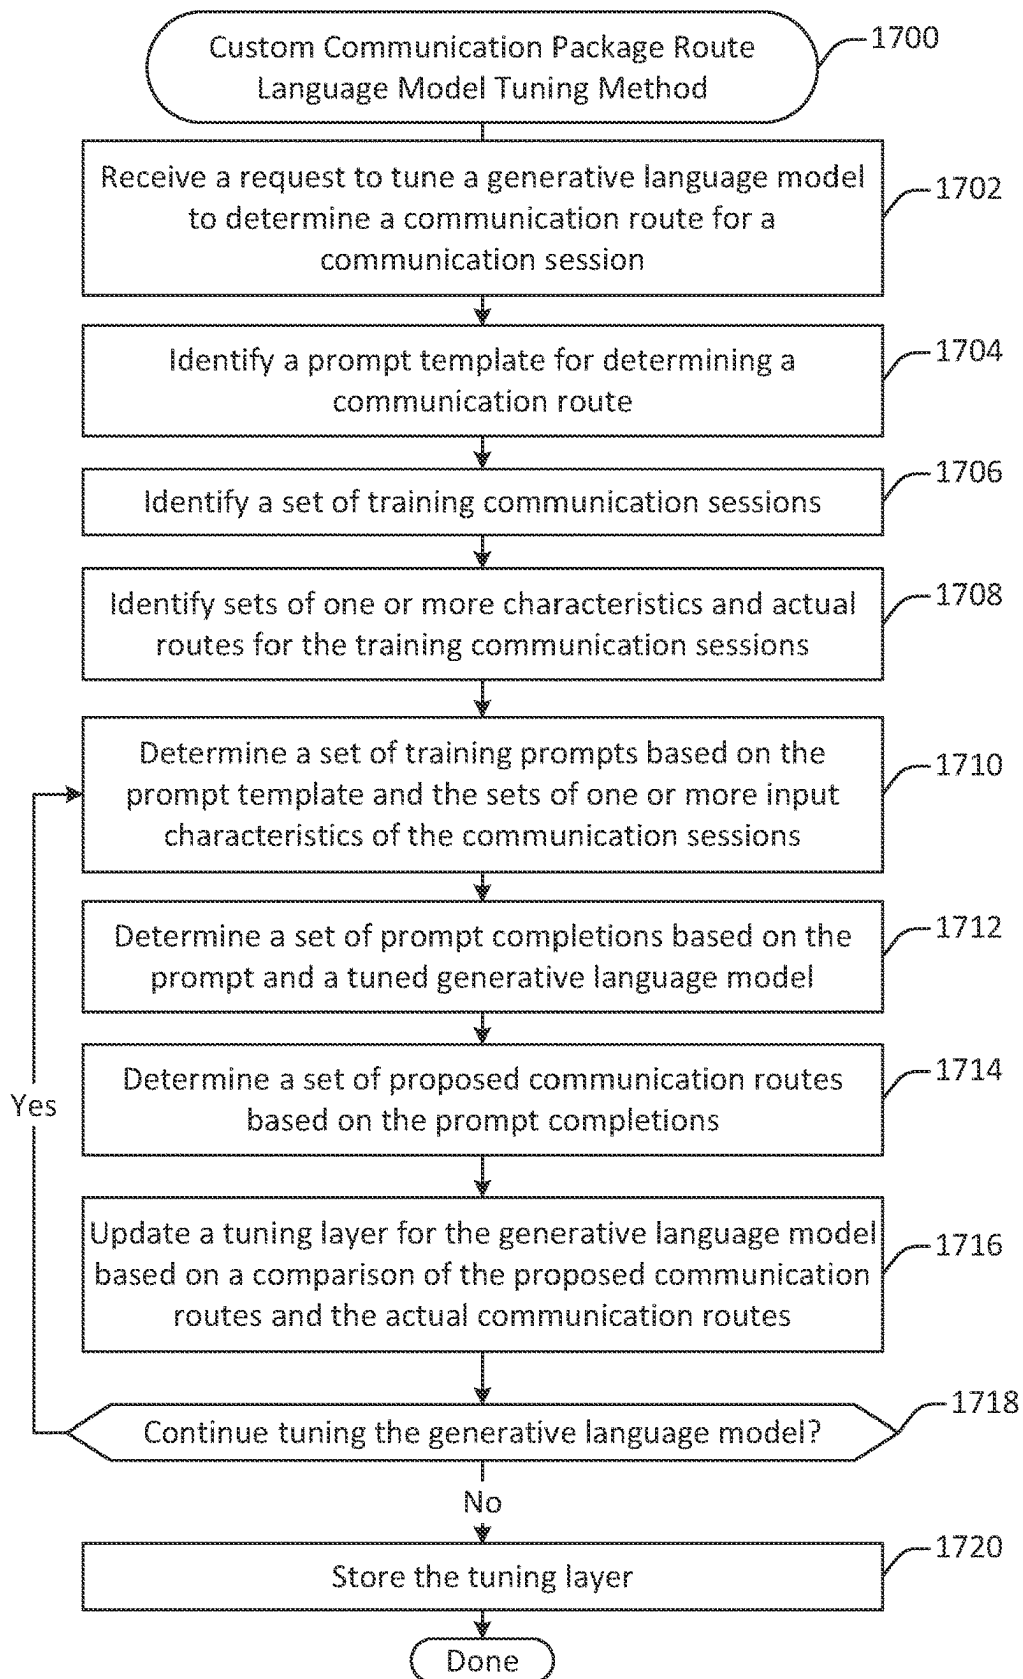 Custom Communication Package Route
Language Model Tuning Method
1700
Receive a request to tune a generative language model
to determine a communication route for a
communication session
1702
Identify a prompt template for determining a
communication route
1704
Identify a set of training communication sessions
1706
Identify sets of one or more characteristics and actual
routes for the training communication sessions
1708
Determine a set of training prompts based on the
prompt template and the sets of one or more input
characteristics of the communication sessions
1710
Determine a set of prompt completions based on the
prompt and a tuned generative language model
1712
Determine a set of proposed communication routes
based on the prompt completions
1714
Yes
Update a tuning layer for the generative language model
based on a comparison of the proposed communication
routes and the actual communication routes
1716
Continue tuning the generative language model?
1718
No
Store the tuning layer
1720
Done